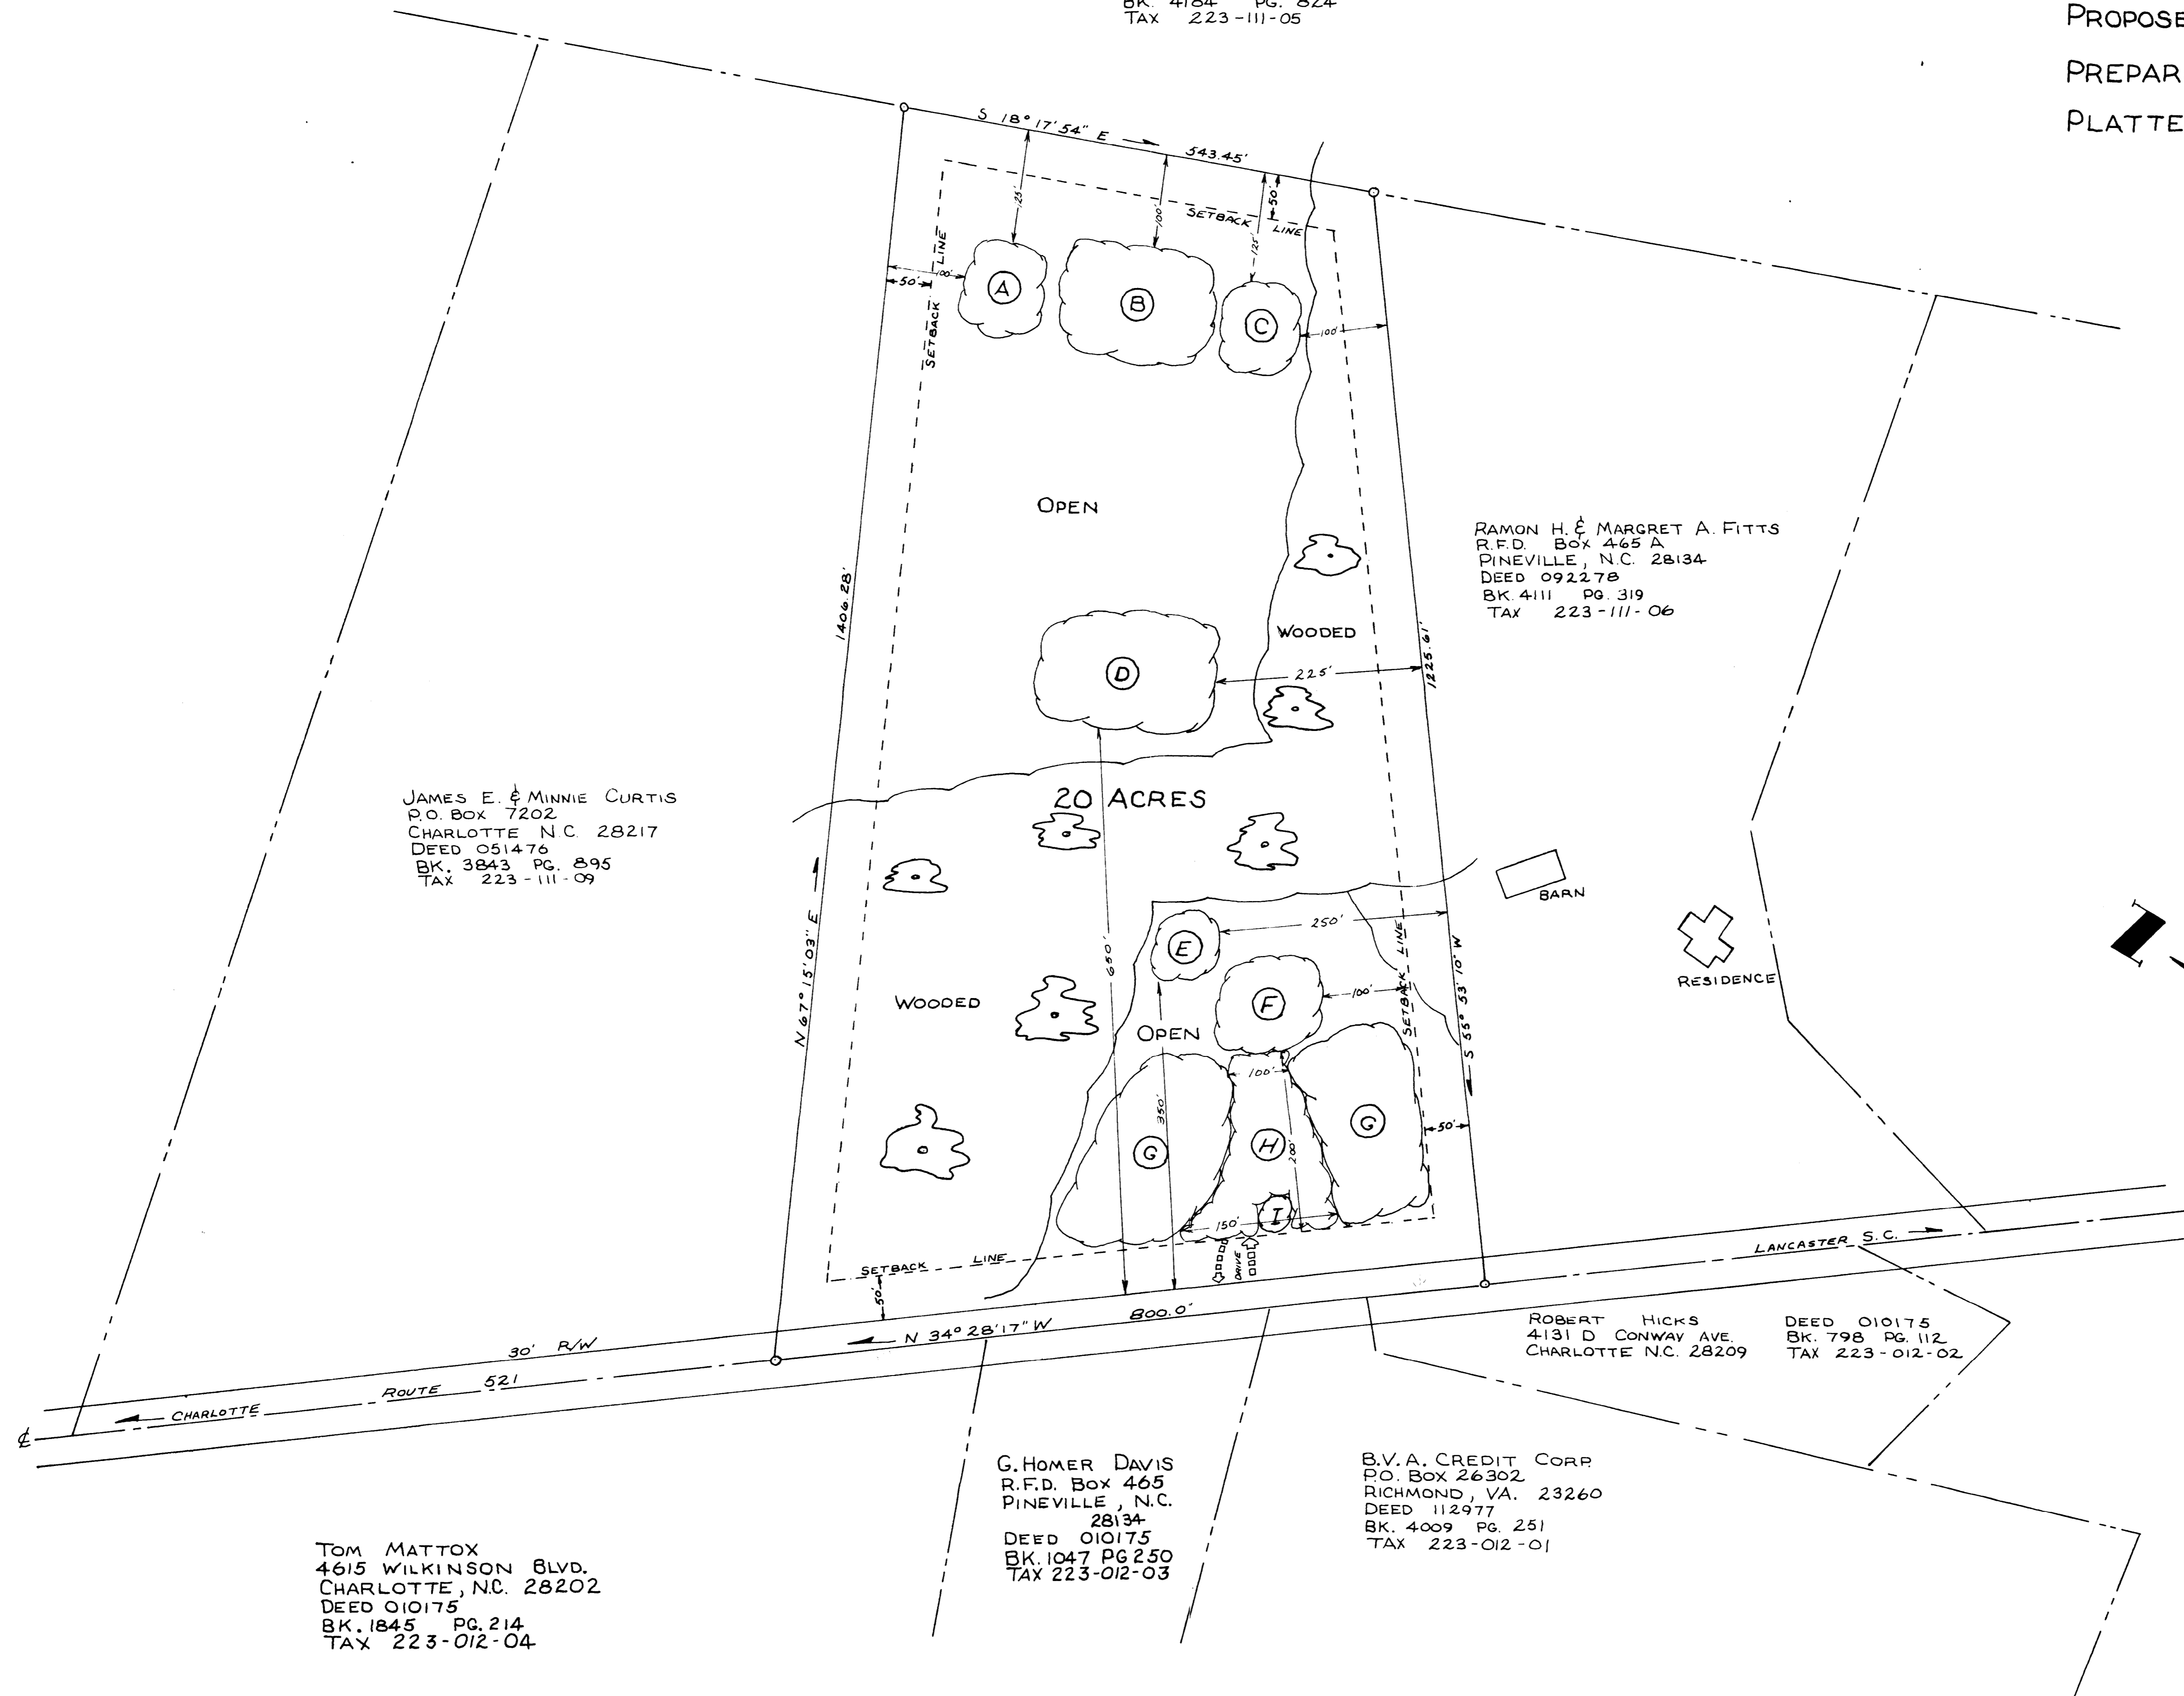 BK. 4184 PG. 824
TAX 223-111-05
PROPOSE
PREPAR
PLATTE
S 18° 17' 54" E
543.45'
125'
100'
125'
50'
SETBACK LINE
SETBACK LINE
100'
50'
A
B
C
100'
OPEN
1406.28'
RAMON H. & MARGRET A. FITTS
R.F.D. BOX 465 A
PINEVILLE, N.C. 28134
DEED 092278
BK. 4111 PG. 319
TAX 223-111-06
WOODED
D
225'
1225.61'
JAMES E. & MINNIE CURTIS
P.O. BOX 7202
CHARLOTTE N.C. 28217
DEED 051476
BK. 3843 PG. 895
TAX 223-111-09
20 ACRES
BARN
N 67° 15' 03" E
E
250'
650'
SETBACK LINE
S 55° 53' 10" W
RESIDENCE
WOODED
F
100'
OPEN
100'
350'
G
H
200'
G
50'
I
150'
SETBACK LINE
DRIVE
50'
LANCASTER S.C.
800.0'
N 34° 28' 17" W
30' R/W
ROUTE 521
CHARLOTTE
℄
ROBERT HICKS
4131 D CONWAY AVE.
CHARLOTTE N.C. 28209
DEED 010175
BK. 798 PG. 112
TAX 223-012-02
G. HOMER DAVIS
R.F.D. BOX 465
PINEVILLE, N.C.
28134
DEED 010175
BK. 1047 PG 250
TAX 223-012-03
B.V.A. CREDIT CORP.
P.O. BOX 26302
RICHMOND, VA. 23260
DEED 112977
BK. 4009 PG. 251
TAX 223-012-01
TOM MATTOX
4615 WILKINSON BLVD.
CHARLOTTE, N.C. 28202
DEED 010175
BK. 1845 PG. 214
TAX 223-012-04